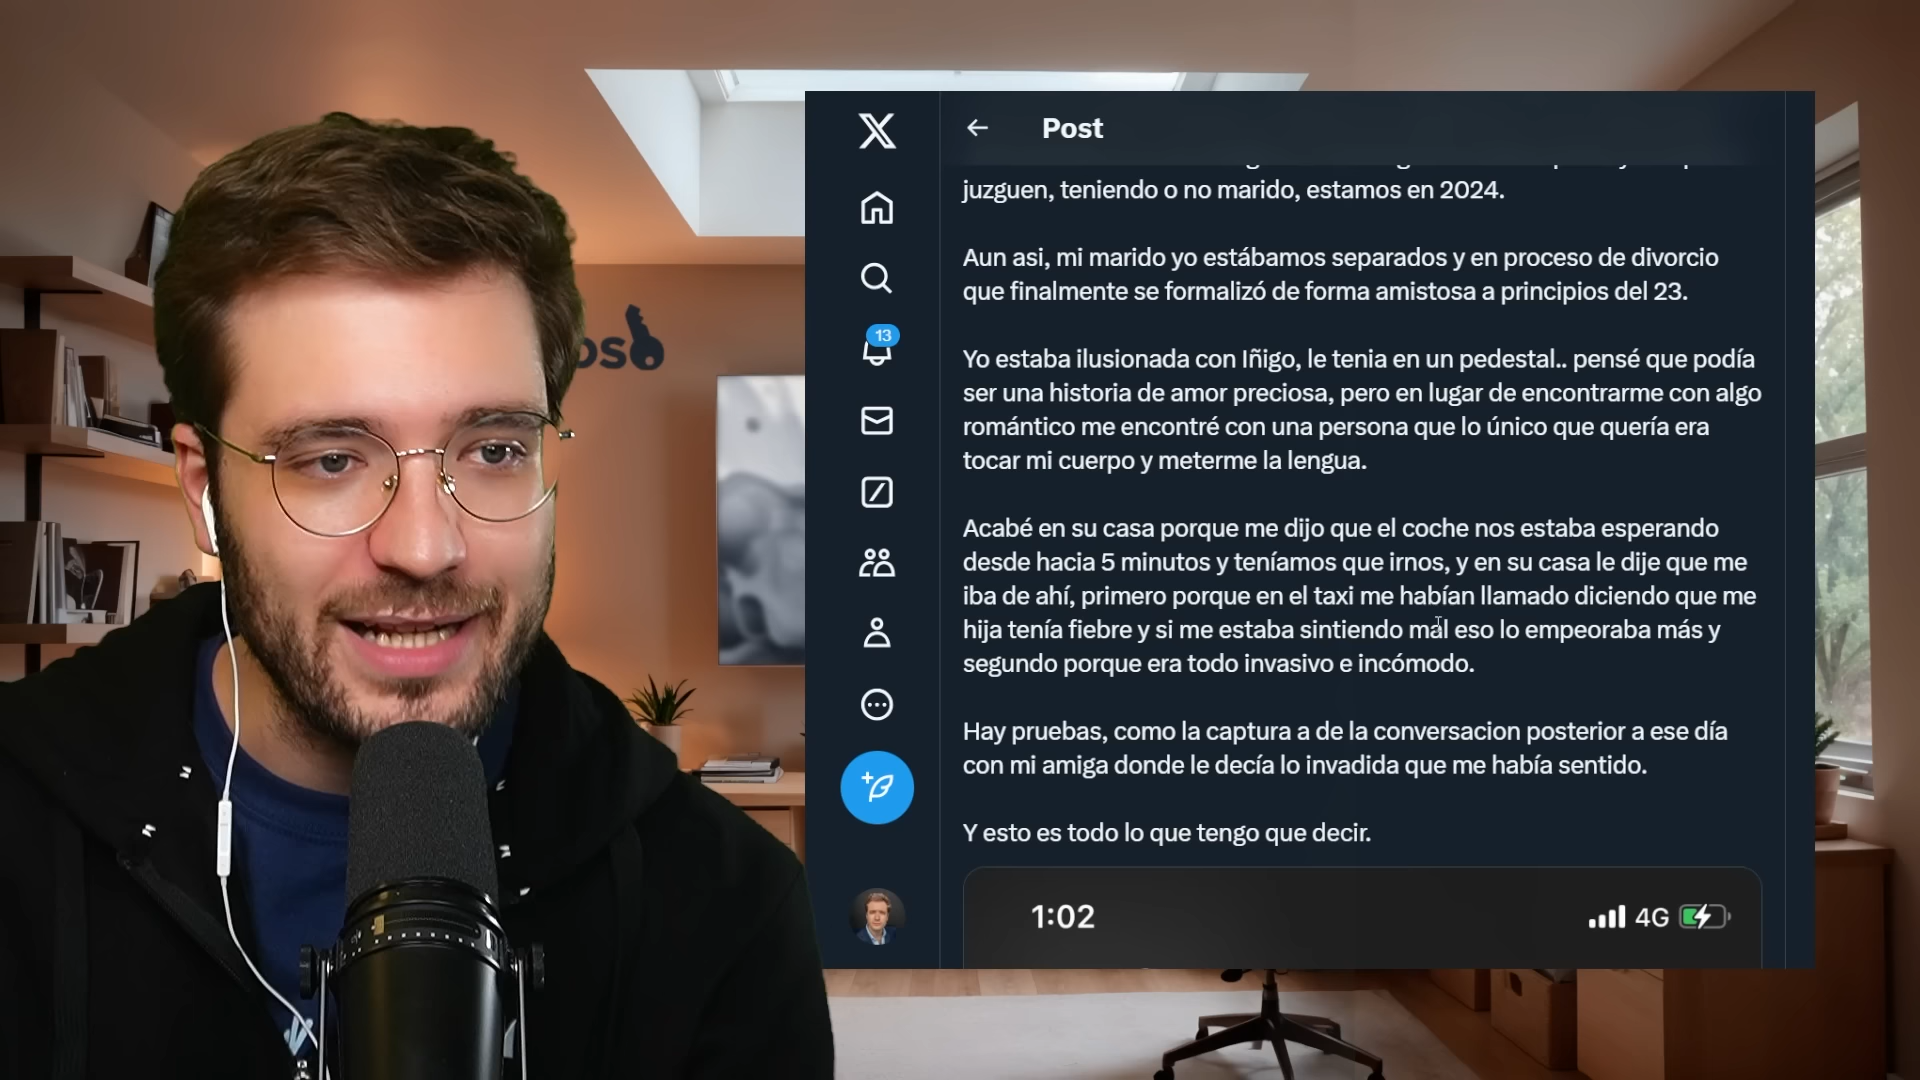 Post
juzguen, teniendo o no marido, estamos en 2024.
Aun asi, mi marido yo estábamos separados y en proceso de divorcio
que finalmente se formalizó de forma amistosa a principios del 23.
Yo estaba ilusionada con Iñigo, le tenia en un pedestal.. pensé que podía
ser una historia de amor preciosa, pero en lugar de encontrarme con algo
romántico me encontré con una persona que lo único que quería era
tocar mi cuerpo y meterme la lengua.
Acabé en su casa porque me dijo que el coche nos estaba esperando
desde hacia 5 minutos y teníamos que irnos, y en su casa le dije que me
iba de ahí, primero porque en el taxi me habían llamado diciendo que me
hija tenía fiebre y si me estaba sintiendo mal eso lo empeoraba más y
segundo porque era todo invasivo e incómodo.
Hay pruebas, como la captura a de la conversacion posterior a ese día
con mi amiga donde le decía lo invadida que me había sentido.
Y esto es todo lo que tengo que decir.
1:02 4G
13